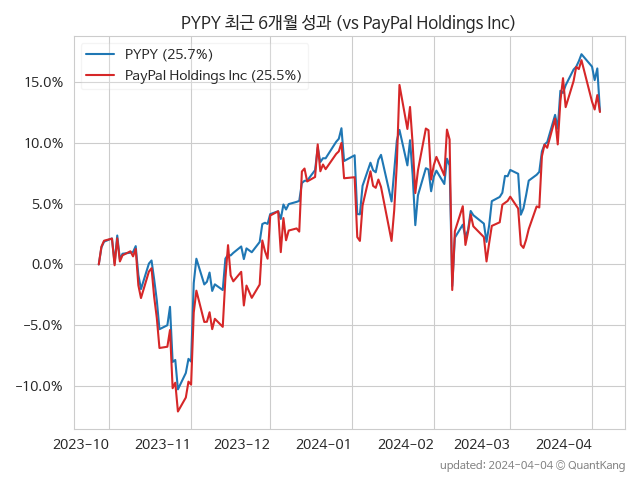 PYPY 최근 6개월 성과 (vs PayPal Holdings Inc)
PYPY (25.7%)
PayPal Holdings Inc (25.5%)
15.0%
10.0%
5.0%
0.0%
−5.0%
−10.0%
2023-10 2023-11 2023-12 2024-01 2024-02 2024-03 2024-04
updated: 2024-04-04 © QuantKang